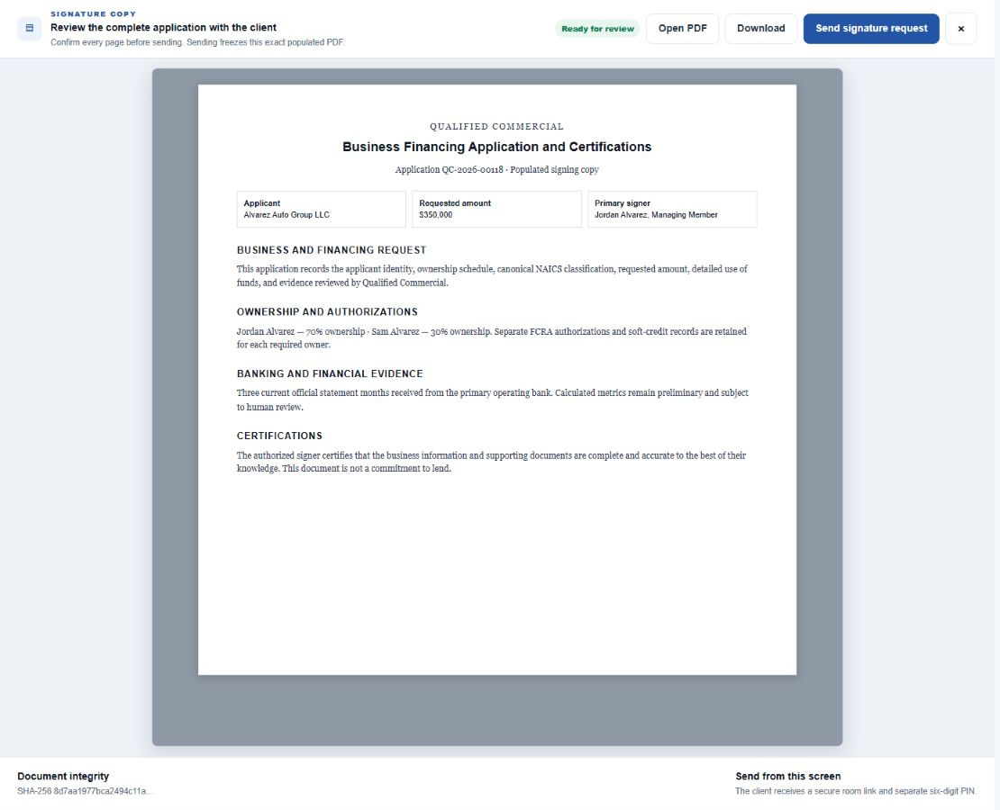 SIGNATURE COPY
Review the complete application with the client
Confirm every page before sending. Sending freezes this exact populated PDF.
Ready for review
Open PDF
Download
Send signature request
×
QUALIFIED COMMERCIAL
Business Financing Application and Certifications
Application QC-2026-00118 · Populated signing copy
Applicant
Alvarez Auto Group LLC
Requested amount
$350,000
Primary signer
Jordan Alvarez, Managing Member
BUSINESS AND FINANCING REQUEST
This application records the applicant identity, ownership schedule, canonical NAICS classification, requested amount, detailed use of
funds, and evidence reviewed by Qualified Commercial.
OWNERSHIP AND AUTHORIZATIONS
Jordan Alvarez — 70% ownership · Sam Alvarez — 30% ownership. Separate FCRA authorizations and soft-credit records are retained
for each required owner.
BANKING AND FINANCIAL EVIDENCE
Three current official statement months received from the primary operating bank. Calculated metrics remain preliminary and subject
to human review.
CERTIFICATIONS
The authorized signer certifies that the business information and supporting documents are complete and accurate to the best of their
knowledge. This document is not a commitment to lend.
Document integrity
SHA-256 8d7aa1977bca2494c11a...
Send from this screen
The client receives a secure room link and separate six-digit PIN.